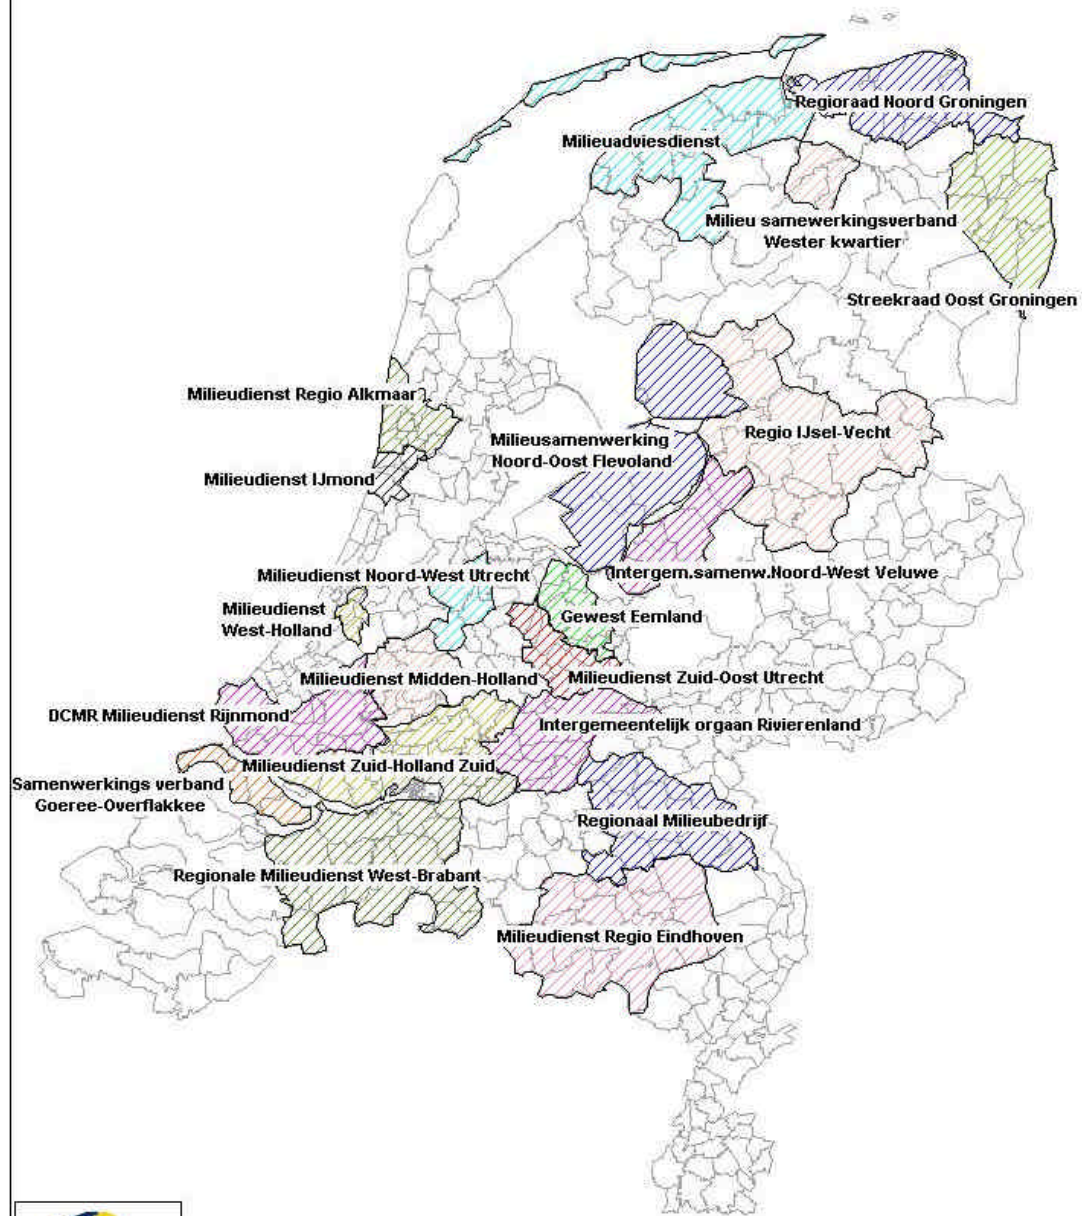 Regioraad Noord Groningen
Milieuadviesdienst
Milieu samewerkingsverband
Wester kwartier
Streekraad Oost Groningen
Milieudienst Regio Alkmaar
Regio IJsel-Vecht
Milieusamenwerking
Noord-Oost Flevoland
Milieudienst IJmond
Milieudienst Noord-West Utrecht
Intergem.samenw.Noord-West Veluwe
Milieudienst
West-Holland
Gewest Eemland
Milieudienst Midden-Holland
Milieudienst Zuid-Oost Utrecht
DCMR Milieudienst Rijnmond
Intergemeentelijk orgaan Rivierenland
Milieudienst Zuid-Holland Zuid
Samenwerkings verband
Goeree-Overflakkee
Regionaal Milieubedrijf
Regionale Milieudienst West-Brabant
Milieudienst Regio Eindhoven